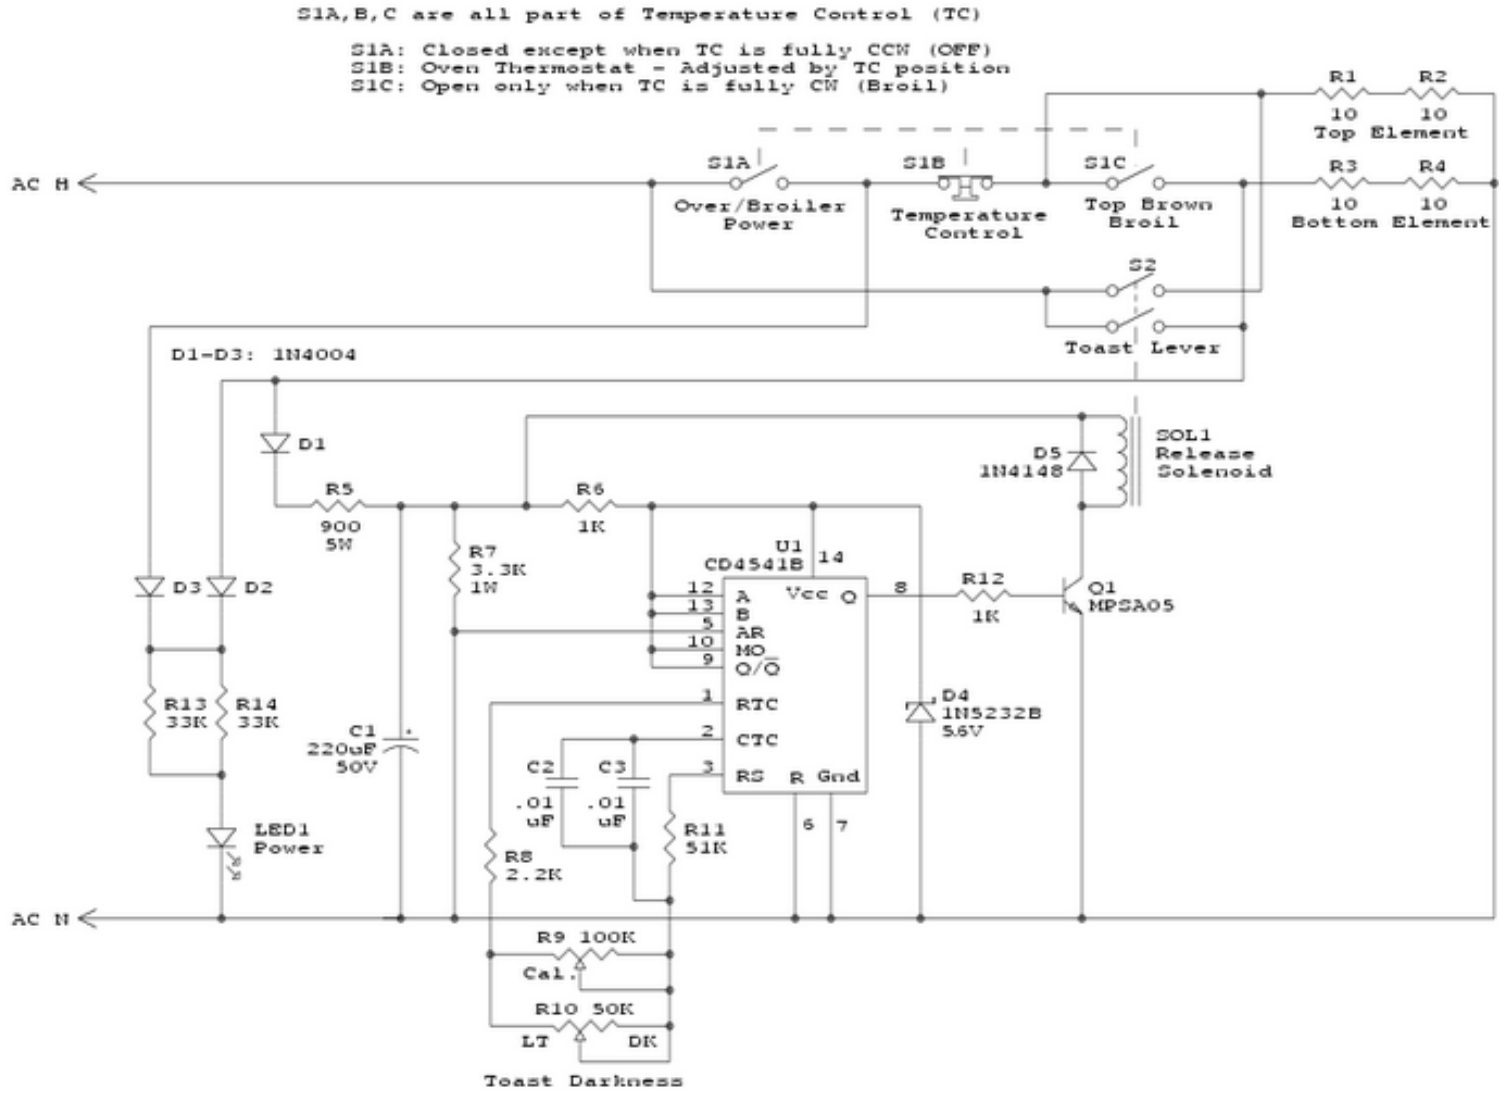 S1A,B,C are all part of Temperature Control (TC)
S1A: Closed except when TC is fully CCW (OFF)
S1B: Oven Thermostat - Adjusted by TC position
S1C: Open only when TC is fully CW (Broil)
R1 R2
10 10
Top Element
AC H
S1A
Over/Broiler
Power
S1B
Temperature
Control
S1C
Top Brown
Broil
R3 R4
10 10
Bottom Element
S2
Toast Lever
D1-D3: 1N4004
D1
D5
1N4148
SOL1
Release
Solenoid
R5
900
5W
R6
1K
R7
3.3K
1W
D3
D2
U1
CD4541B
14
12 A
13 B
5 AR
10 MO
9 Q/Q̅
1 RTC
2 CTC
3 RS
Vcc
Q 8
R Gnd
6 7
R12
1K
Q1
MPSA05
R13
33K
R14
33K
C1
220uF
50V
+
D4
1N5232B
5.6V
C2
.01
uF
C3
.01
uF
R11
51K
R8
2.2K
LED1
Power
AC N
R9 100K
Cal.
R10 50K
LT DK
Toast Darkness